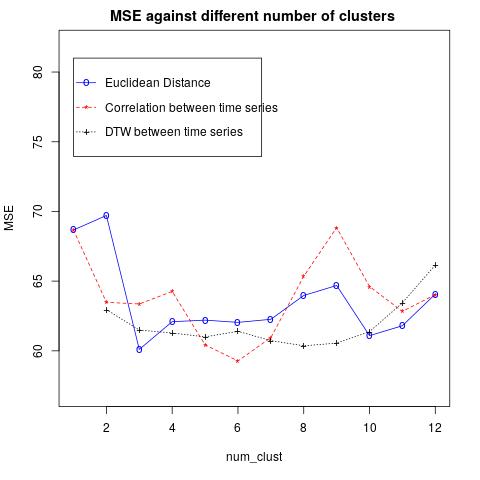 MSE against different number of clusters
Euclidean Distance
Correlation between time series
DTW between time series
MSE
80
75
70
65
60
2
4
6
8
10
12
num_clust